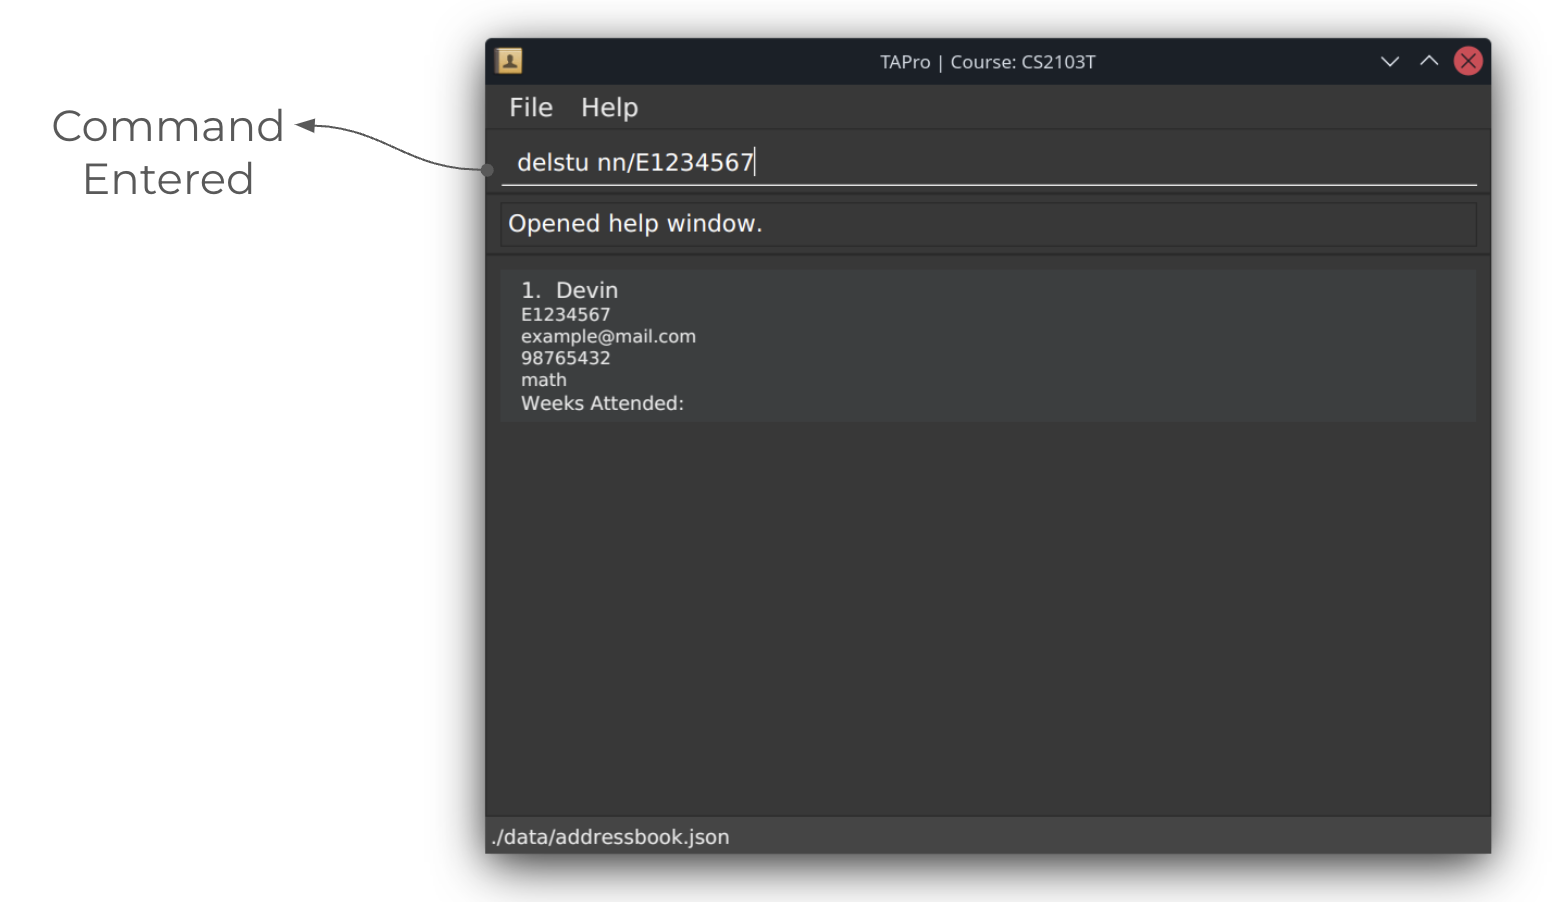 Command
Entered
TAPro | Course: CS2103T
File Help
delstu nn/E1234567
Opened help window.
1. Devin
E1234567
example@mail.com
98765432
math
Weeks Attended:
./data/addressbook.json